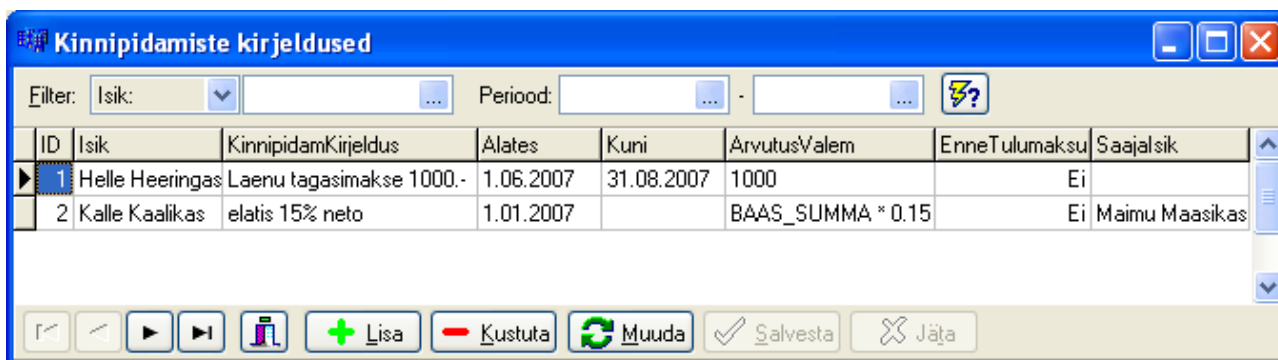 Kinnipidamiste kirjeldused
Filter: Isik: ... Periood: ... - ... ?
ID Isik KinnipidamKirjeldus Alates Kuni ArvutusValem EnneTulumaksu SaajaIsik
1 Helle Heeringas Laenu tagasimakse 1000.- 1.06.2007 31.08.2007 1000 Ei
2 Kalle Kaalikas elatis 15% neto 1.01.2007 BAAS_SUMMA * 0.15 Ei Maimu Maasikas
Lisa Kustuta Muuda Salvesta Jäta